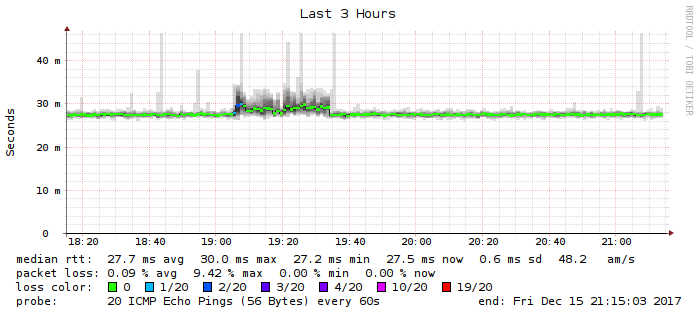 Last 3 Hours
RRDTOOL / TOBI OETIKER
Seconds
40 m
30 m
20 m
10 m
0
18:20 18:40 19:00 19:20 19:40 20:00 20:20 20:40 21:00
median rtt: 27.7 ms avg 30.0 ms max 27.2 ms min 27.5 ms now 0.6 ms sd 48.2 am/s
packet loss: 0.09 % avg 9.42 % max 0.00 % min 0.00 % now
loss color: 0 1/20 2/20 3/20 4/20 10/20 19/20
probe: 20 ICMP Echo Pings (56 Bytes) every 60s end: Fri Dec 15 21:15:03 2017